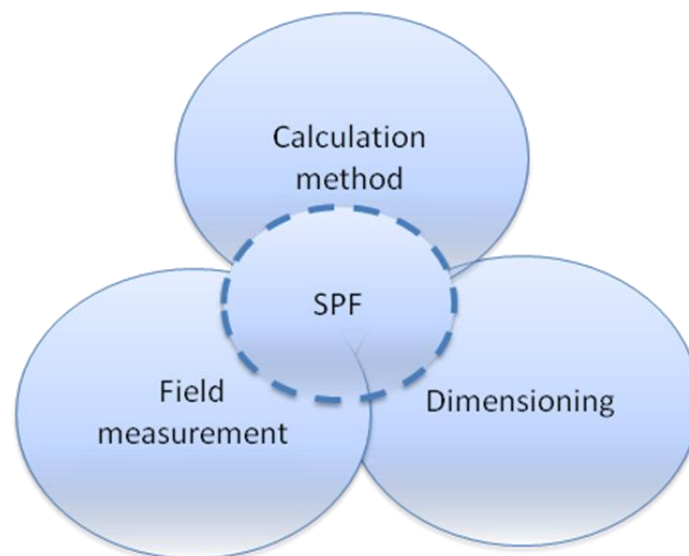 Calculation
method
SPF
Field
measurement
Dimensioning